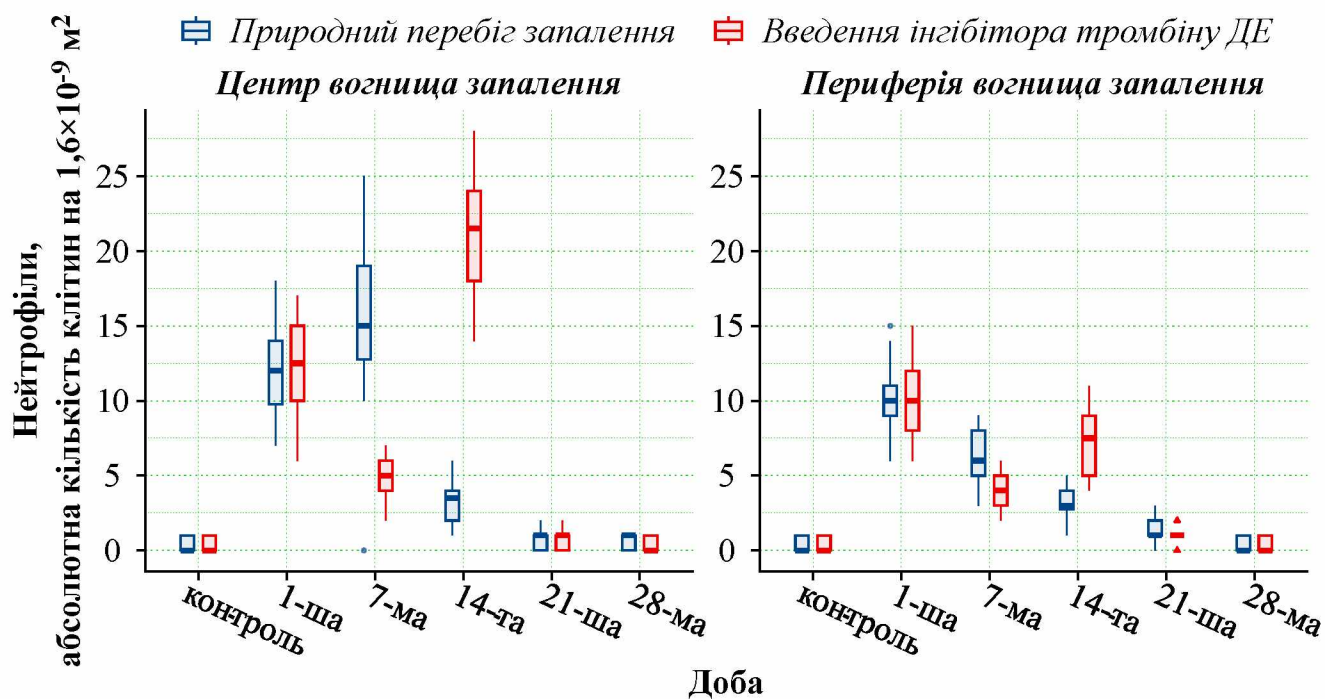 Природний перебіг запалення Введення інгібітора тромбіну ДЕ
Центр вогнища запалення Периферія вогнища запалення
Нейтрофіли,
абсолютна кількість клітин на 1,6×10⁻⁹ м²
25 25
20 20
15 15
10 10
5 5
0 0
контроль 1-ша 7-ма 14-та 21-ша 28-ма контроль 1-ша 7-ма 14-та 21-ша 28-ма
Доба